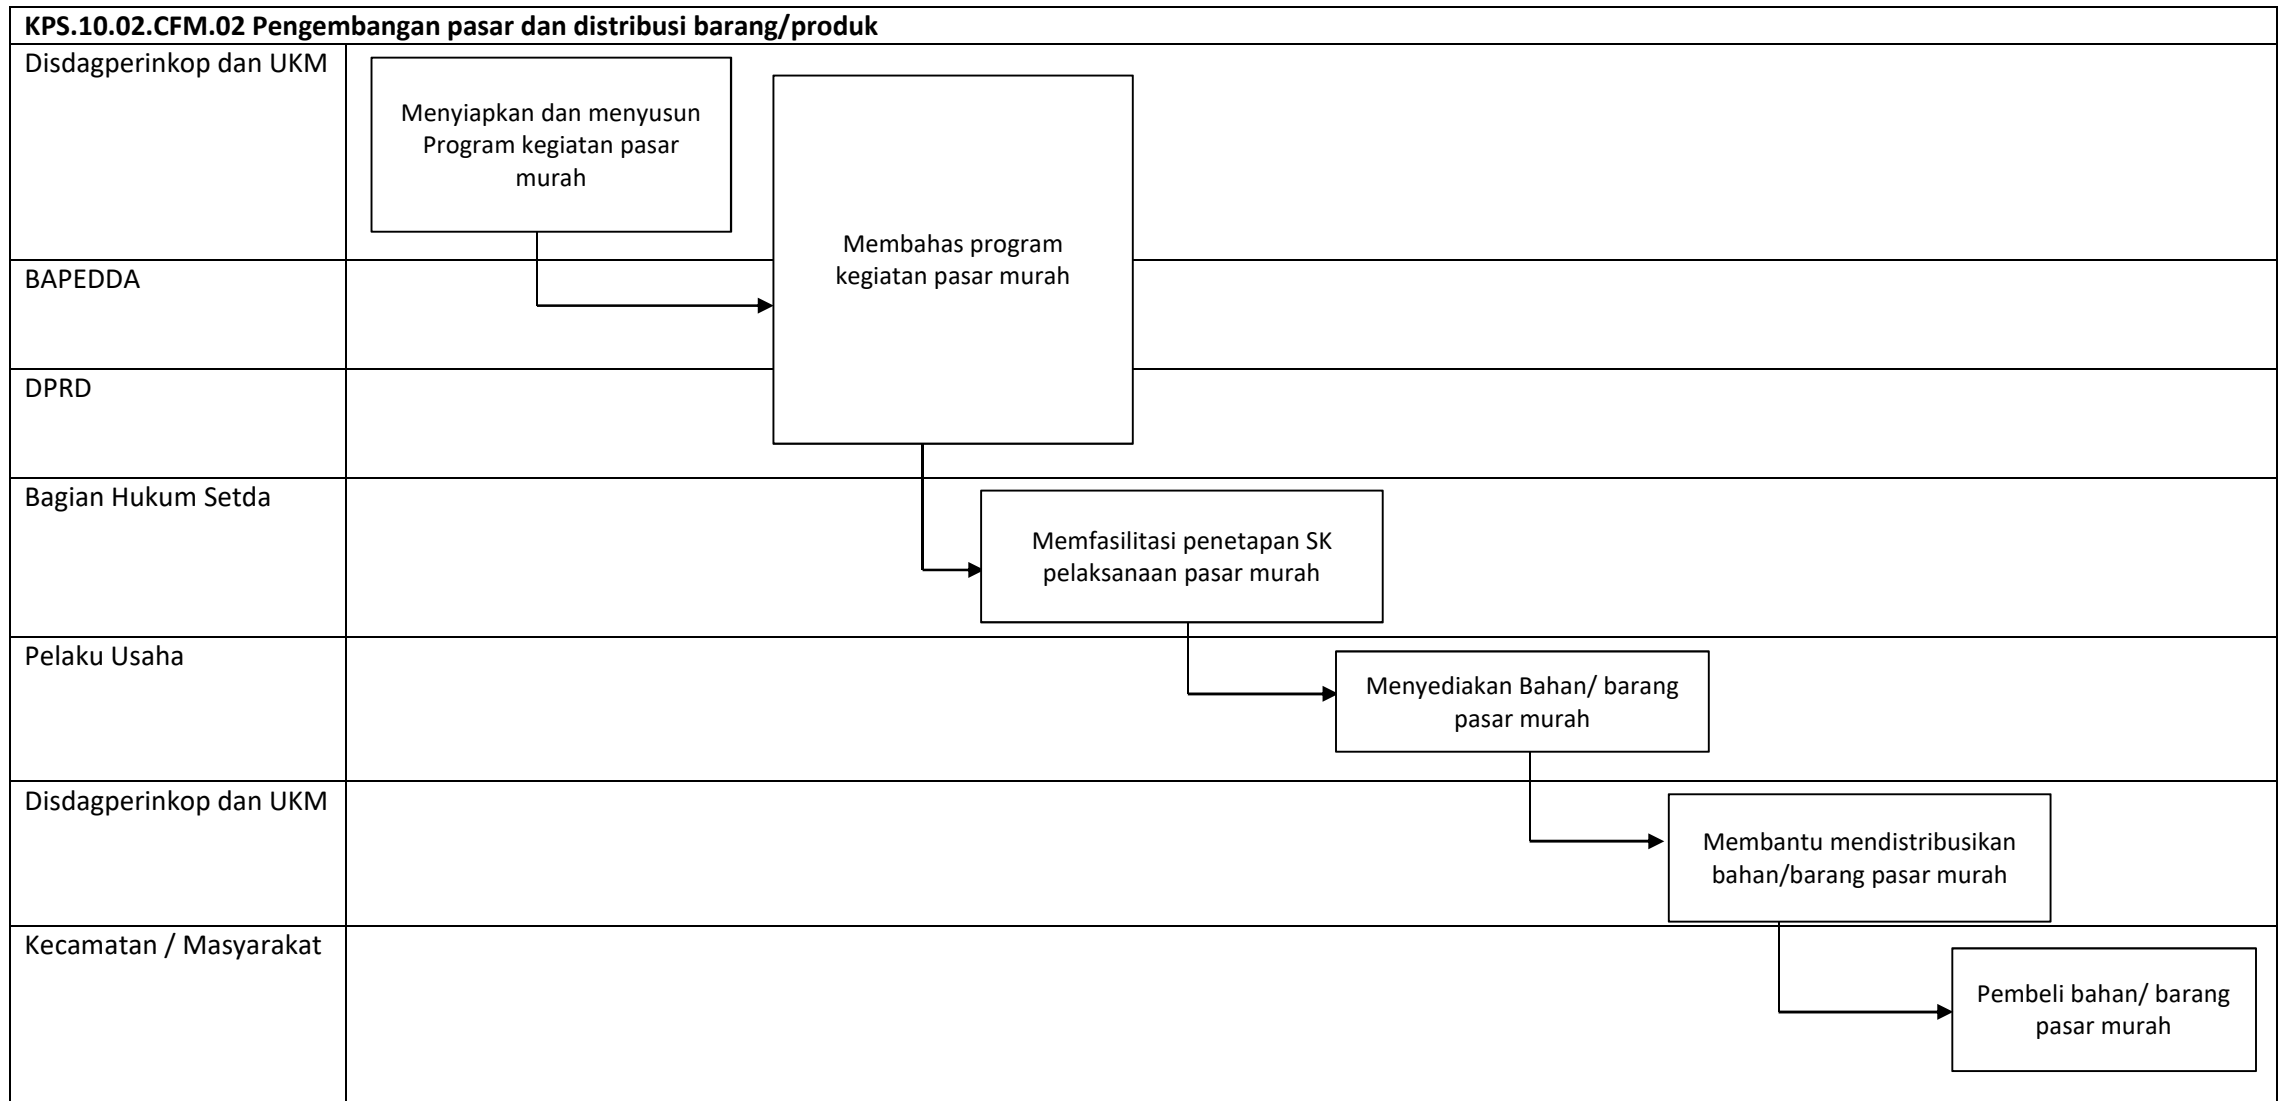 KPS.10.02.CFM.02 Pengembangan pasar dan distribusi barang/produk
Disdagperinkop dan UKM
Menyiapkan dan menyusun
Program kegiatan pasar
murah
Membahas program
kegiatan pasar murah
BAPEDDA
DPRD
Bagian Hukum Setda
Memfasilitasi penetapan SK
pelaksanaan pasar murah
Pelaku Usaha
Menyediakan Bahan/ barang
pasar murah
Disdagperinkop dan UKM
Membantu mendistribusikan
bahan/barang pasar murah
Kecamatan / Masyarakat
Pembeli bahan/ barang
pasar murah